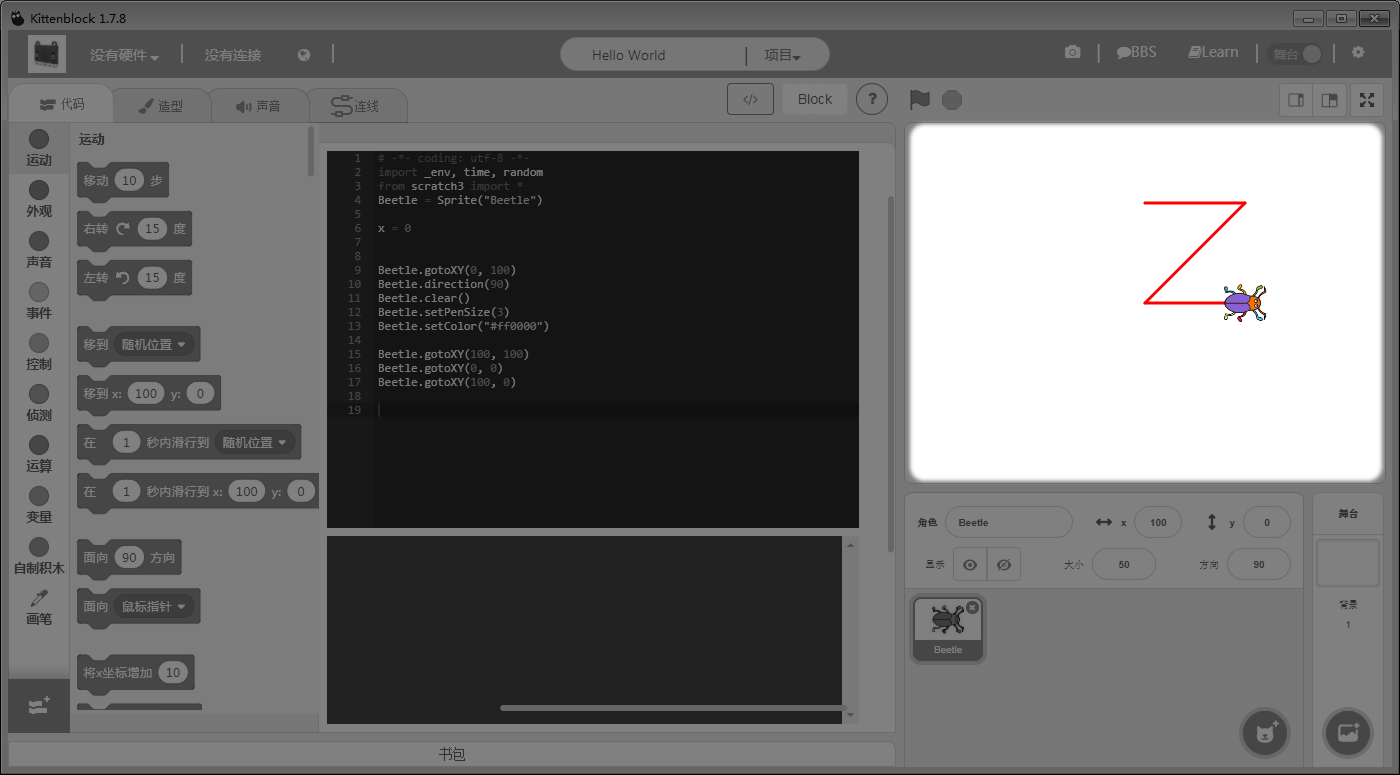 Kittenblock 1.7.8
没有硬件
没有连接
Hello World
项目
BBS
Learn
舞台
代码
造型
声音
连线
</>
Block
?
运动
外观
声音
事件
控制
侦测
运算
变量
自制积木
画笔
运动
移动 10 步
右转 15 度
左转 15 度
移到 随机位置
移到 x: 100 y: 0
在 1 秒内滑行到 随机位置
在 1 秒内滑行到 x: 100 y: 0
面向 90 方向
面向 鼠标指针
将x坐标增加 10
1 # -*- coding: utf-8 -*-
2 import _env, time, random
3 from scratch3 import *
4 Beetle = Sprite("Beetle")
5
6 x = 0
7
8
9 Beetle.gotoXY(0, 100)
10 Beetle.direction(90)
11 Beetle.clear()
12 Beetle.setPenSize(3)
13 Beetle.setColor("#ff0000")
14
15 Beetle.gotoXY(100, 100)
16 Beetle.gotoXY(0, 0)
17 Beetle.gotoXY(100, 0)
18
19
书包
角色 Beetle x 100 y 0
显示 大小 50 方向 90
Beetle
舞台
背景
1